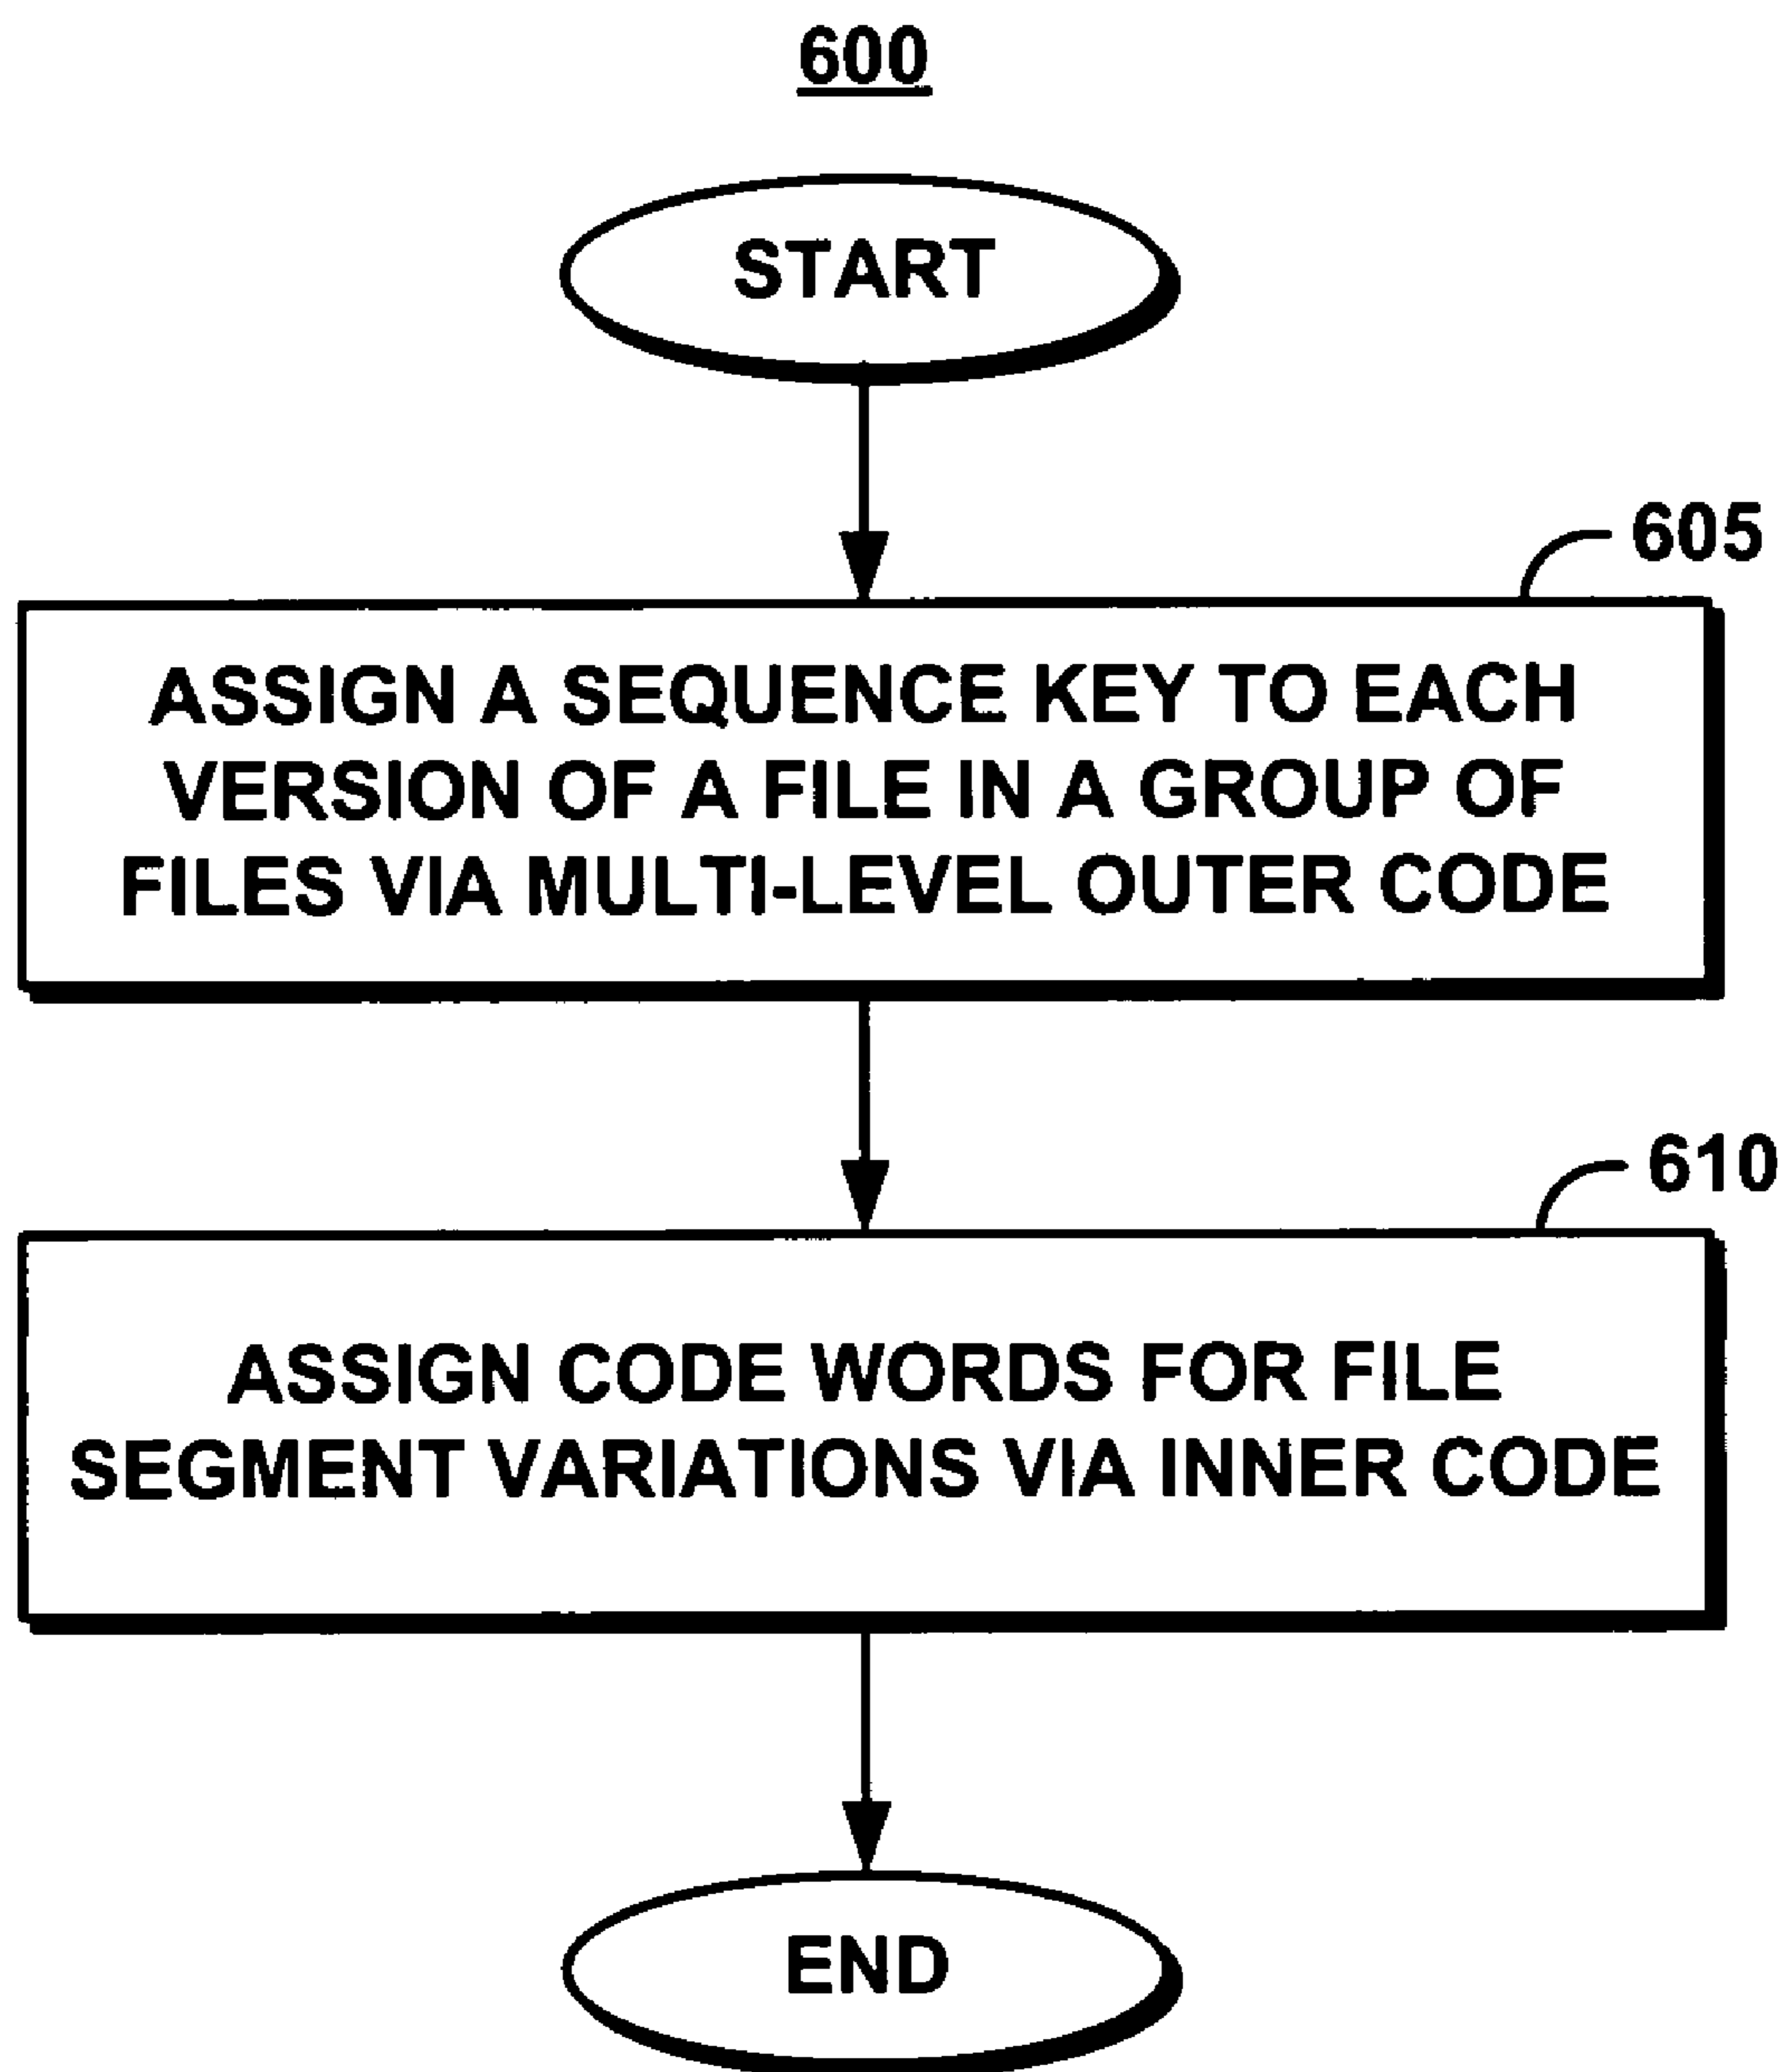 600
START
605
ASSIGN A SEQUENCE KEY TO EACH
VERSION OF A FILE IN A GROUP OF
FILES VIA MULTI-LEVEL OUTER CODE
610
ASSIGN CODE WORDS FOR FILE
SEGMENT VARIATIONS VIA INNER CODE
END